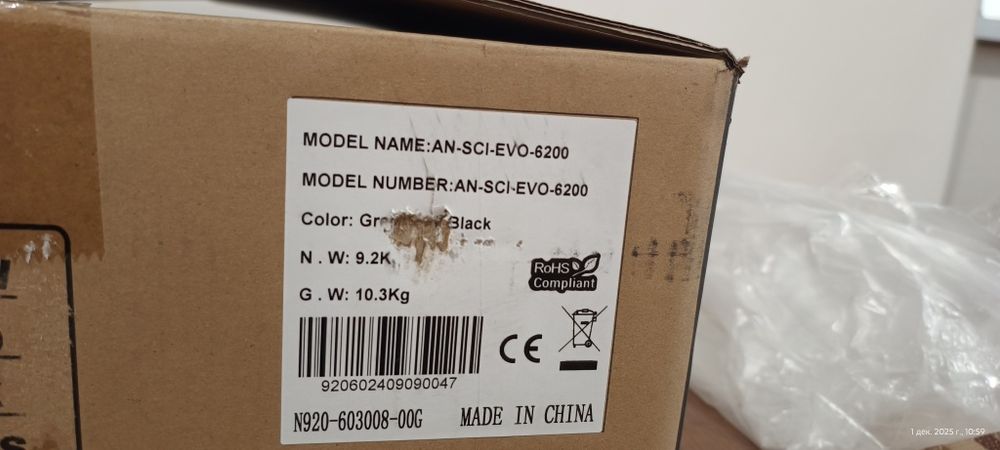 MODEL NAME:AN-SCI-EVO-6200
MODEL NUMBER:AN-SCI-EVO-6200
Color: Black
N . W: 9.2K
G . W: 10.3Kg
RoHS
Compliant
CE
920602409090047
N920-603008-00G
MADE IN CHINA
1 дек. 2025 г., 10:59